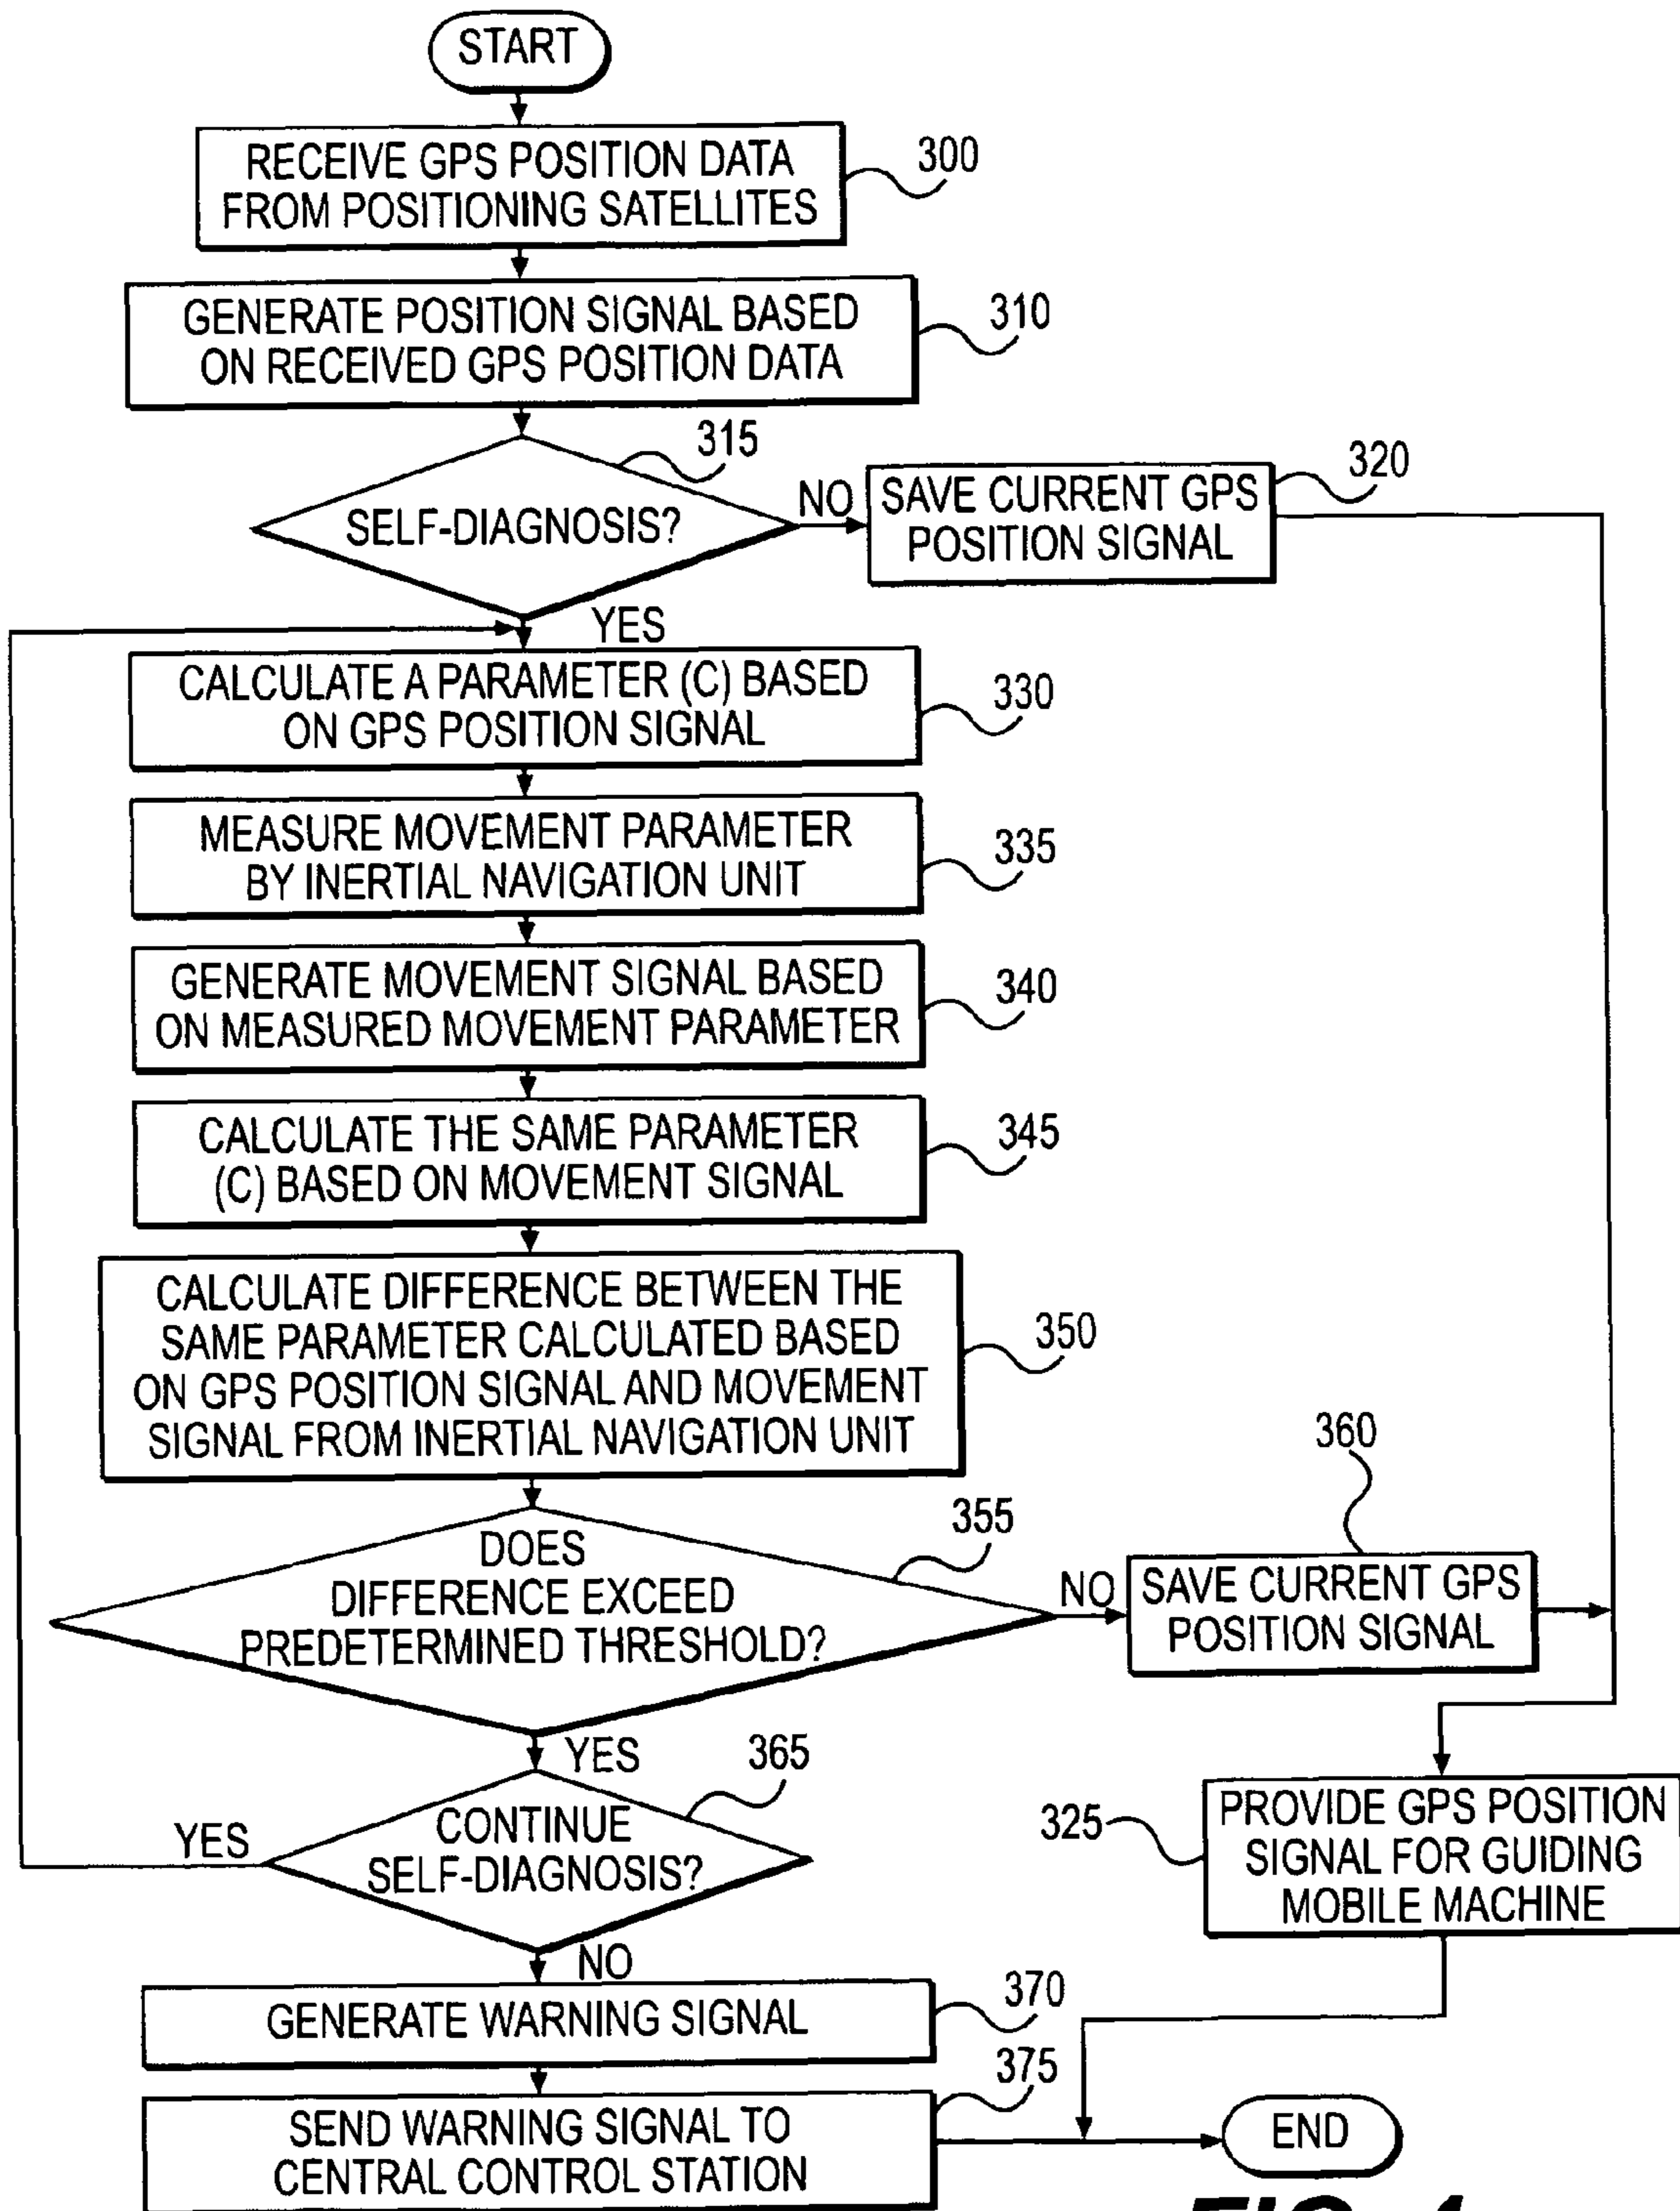 START
RECEIVE GPS POSITION DATA
FROM POSITIONING SATELLITES
300
GENERATE POSITION SIGNAL BASED
ON RECEIVED GPS POSITION DATA
310
315
SELF-DIAGNOSIS?
NO
SAVE CURRENT GPS
POSITION SIGNAL
320
YES
CALCULATE A PARAMETER (C) BASED
ON GPS POSITION SIGNAL
330
MEASURE MOVEMENT PARAMETER
BY INERTIAL NAVIGATION UNIT
335
GENERATE MOVEMENT SIGNAL BASED
ON MEASURED MOVEMENT PARAMETER
340
CALCULATE THE SAME PARAMETER
(C) BASED ON MOVEMENT SIGNAL
345
CALCULATE DIFFERENCE BETWEEN THE
SAME PARAMETER CALCULATED BASED
ON GPS POSITION SIGNAL AND MOVEMENT
SIGNAL FROM INERTIAL NAVIGATION UNIT
350
355
DOES
DIFFERENCE EXCEED
PREDETERMINED THRESHOLD?
NO
360
SAVE CURRENT GPS
POSITION SIGNAL
YES
365
CONTINUE
SELF-DIAGNOSIS?
YES
NO
325
PROVIDE GPS POSITION
SIGNAL FOR GUIDING
MOBILE MACHINE
GENERATE WARNING SIGNAL
370
SEND WARNING SIGNAL TO
CENTRAL CONTROL STATION
375
END